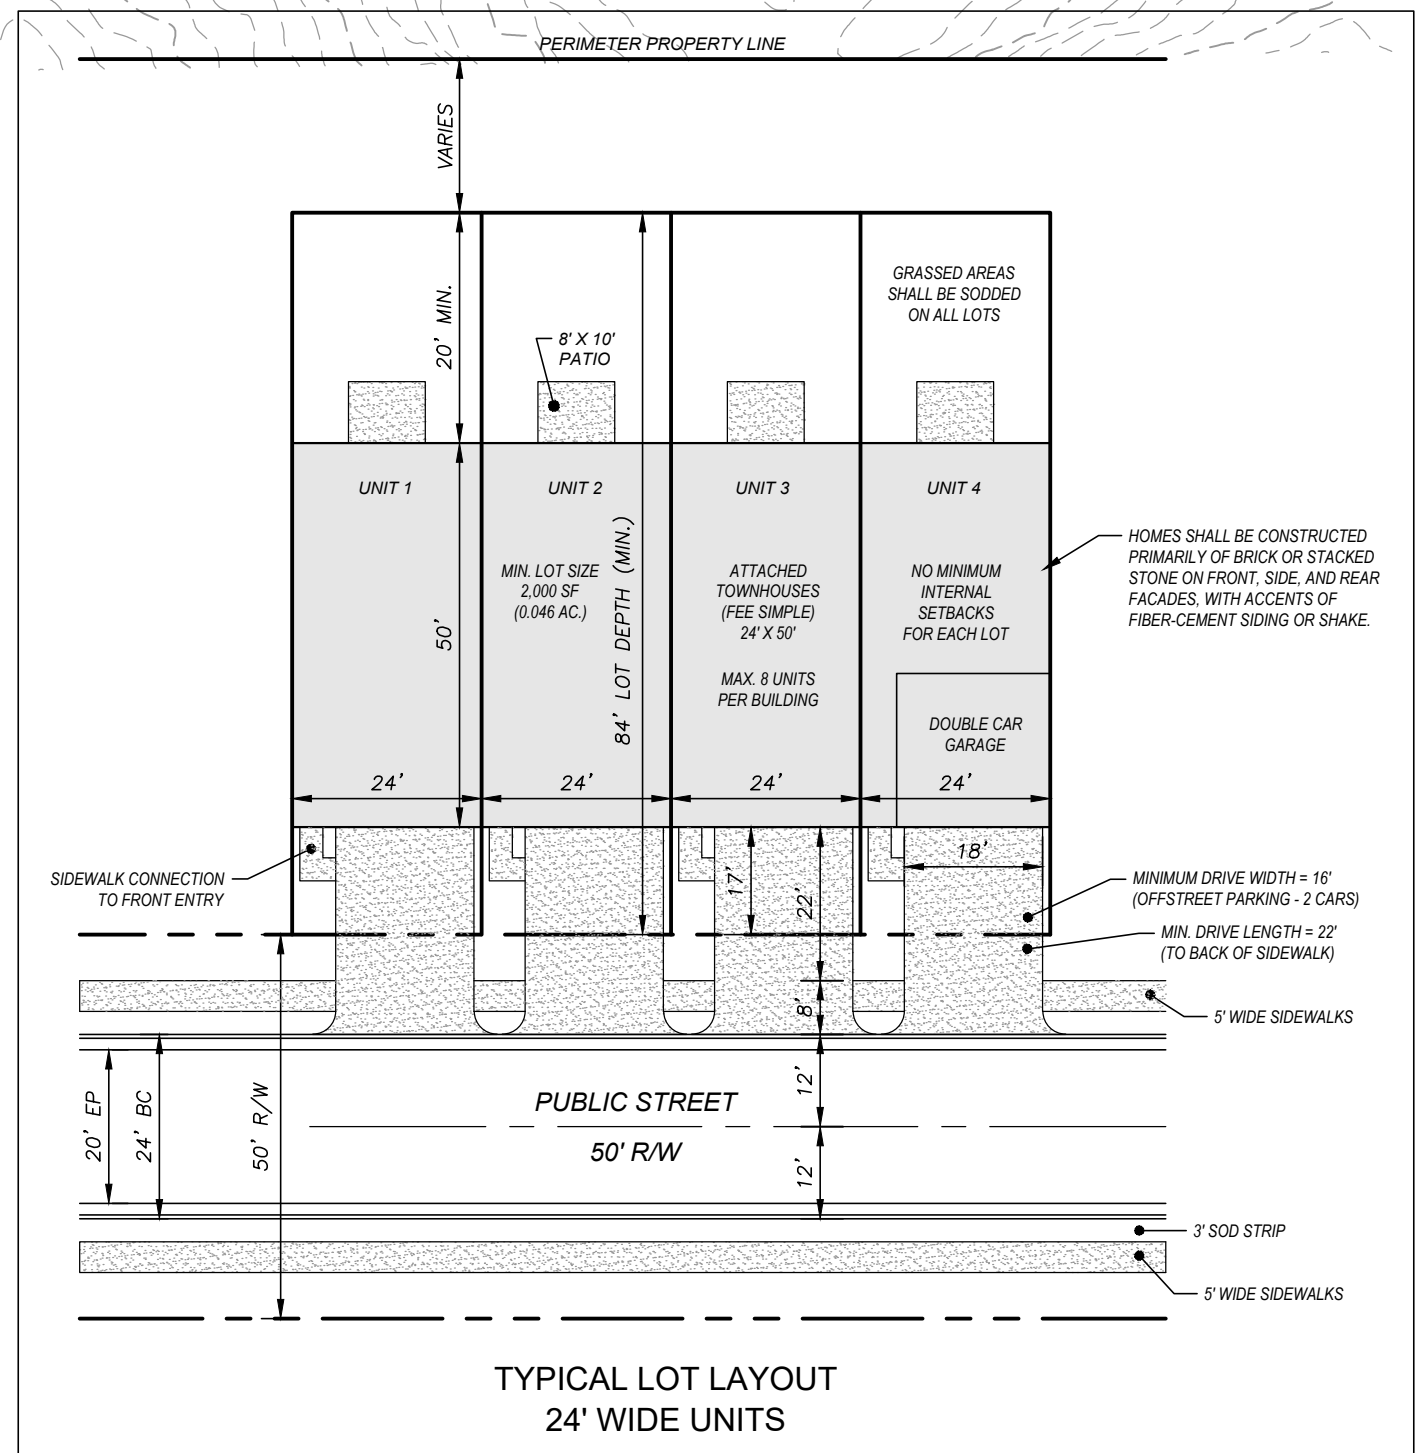 PERIMETER PROPERTY LINE
VARIES
20' MIN.
8' X 10'
PATIO
GRASSED AREAS
SHALL BE SODDED
ON ALL LOTS
UNIT 1
UNIT 2
UNIT 3
UNIT 4
50'
MIN. LOT SIZE
2,000 SF
(0.046 AC.)
84' LOT DEPTH (MIN.)
ATTACHED
TOWNHOUSES
(FEE SIMPLE)
24' X 50'
MAX. 8 UNITS
PER BUILDING
NO MINIMUM
INTERNAL
SETBACKS
FOR EACH LOT
HOMES SHALL BE CONSTRUCTED
PRIMARILY OF BRICK OR STACKED
STONE ON FRONT, SIDE, AND REAR
FACADES, WITH ACCENTS OF
FIBER-CEMENT SIDING OR SHAKE.
DOUBLE CAR
GARAGE
24'
24'
24'
24'
SIDEWALK CONNECTION
TO FRONT ENTRY
17'
22'
18'
MINIMUM DRIVE WIDTH = 16'
(OFFSTREET PARKING - 2 CARS)
MIN. DRIVE LENGTH = 22'
(TO BACK OF SIDEWALK)
8'
5' WIDE SIDEWALKS
20' EP
24' BC
50' R/W
PUBLIC STREET
50' R/W
12'
12'
3' SOD STRIP
5' WIDE SIDEWALKS
TYPICAL LOT LAYOUT
24' WIDE UNITS